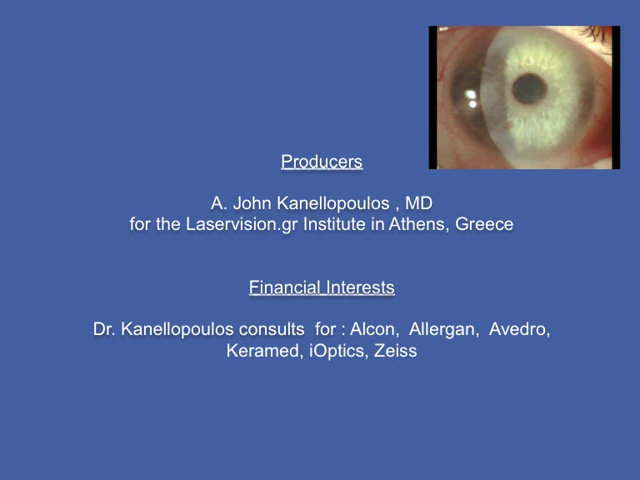 Producers
A. John Kanellopoulos , MD
for the Laservision.gr Institute in Athens, Greece
Financial Interests
Dr. Kanellopoulos consults  for : Alcon,  Allergan,  Avedro,
Keramed, iOptics, Zeiss